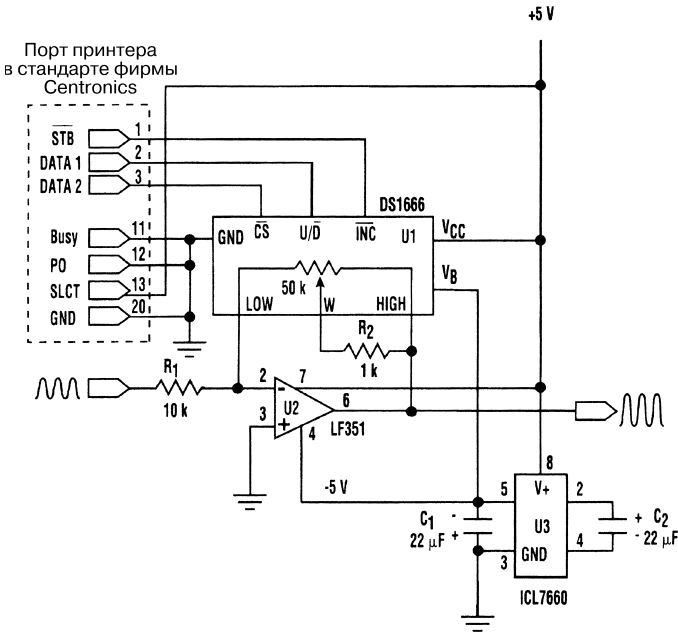 +5 V
Порт принтера
в стандарте фирмы
Centronics
STB 1
DATA 1 2
DATA 2 3
DS1666
Busy 11
GND CS U/D INC U1 VCC
PO 12
VB
SLCT 13
50 k
GND 20
LOW W HIGH
R2
1 k
R1
10 k
2 - 7
U2 6
3 + 4
LF351
-5 V
8
5 V+ 2
C1 - U3 + C2
22 µF + - 22 µF
3 GND 4
ICL7660